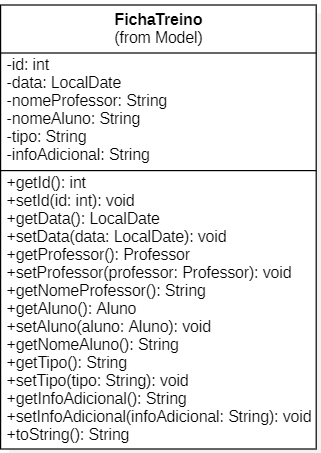 FichaTreino
(from Model)
-id: int
-data: LocalDate
-nomeProfessor: String
-nomeAluno: String
-tipo: String
-infoAdicional: String
+getId(): int
+setId(id: int): void
+getData(): LocalDate
+setData(data: LocalDate): void
+getProfessor(): Professor
+setProfessor(professor: Professor): void
+getNomeProfessor(): String
+getAluno(): Aluno
+setAluno(aluno: Aluno): void
+getNomeAluno(): String
+getTipo(): String
+setTipo(tipo: String): void
+getInfoAdicional(): String
+setInfoAdicional(infoAdicional: String): void
+toString(): String